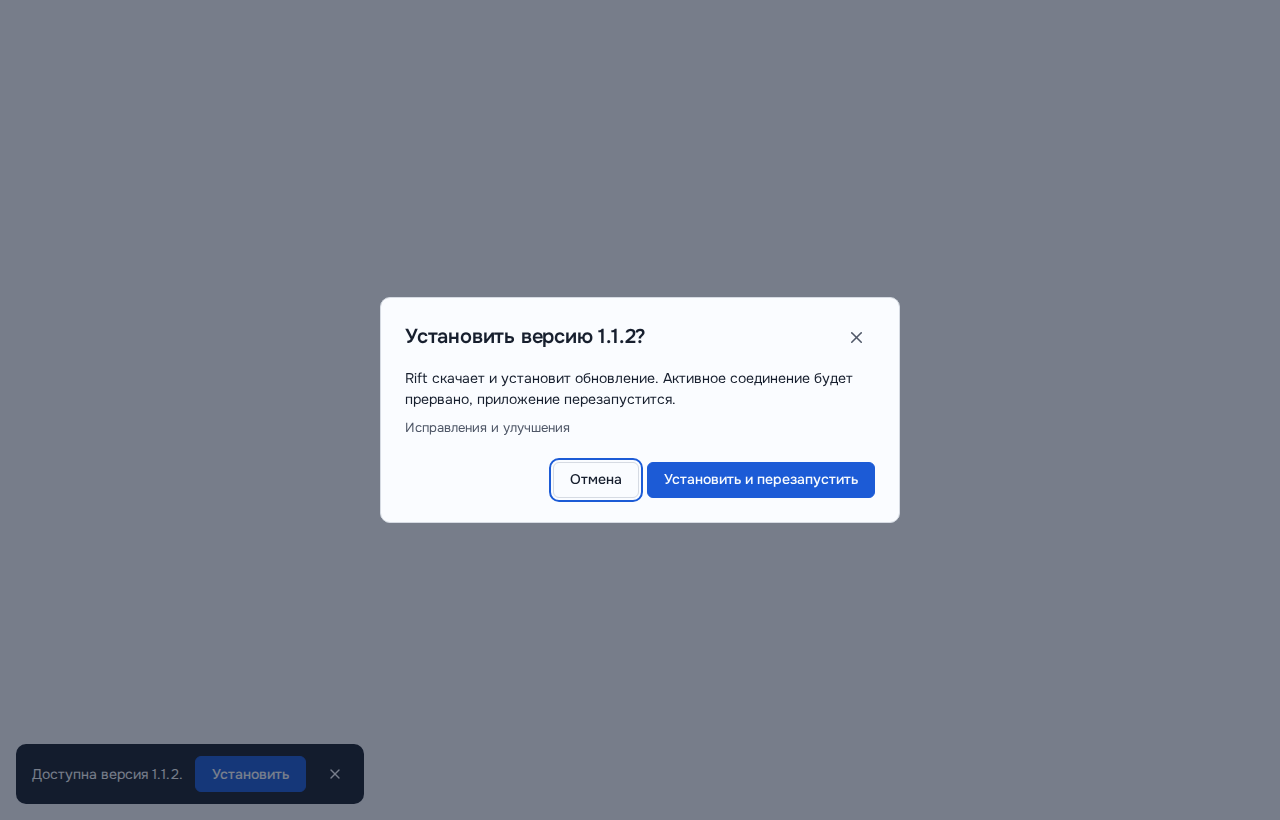 Установить версию 1.1.2?
Rift скачает и установит обновление. Активное соединение будет
прервано, приложение перезапустится.
Исправления и улучшения
Отмена
Установить и перезапустить
Доступна версия 1.1.2.
Установить